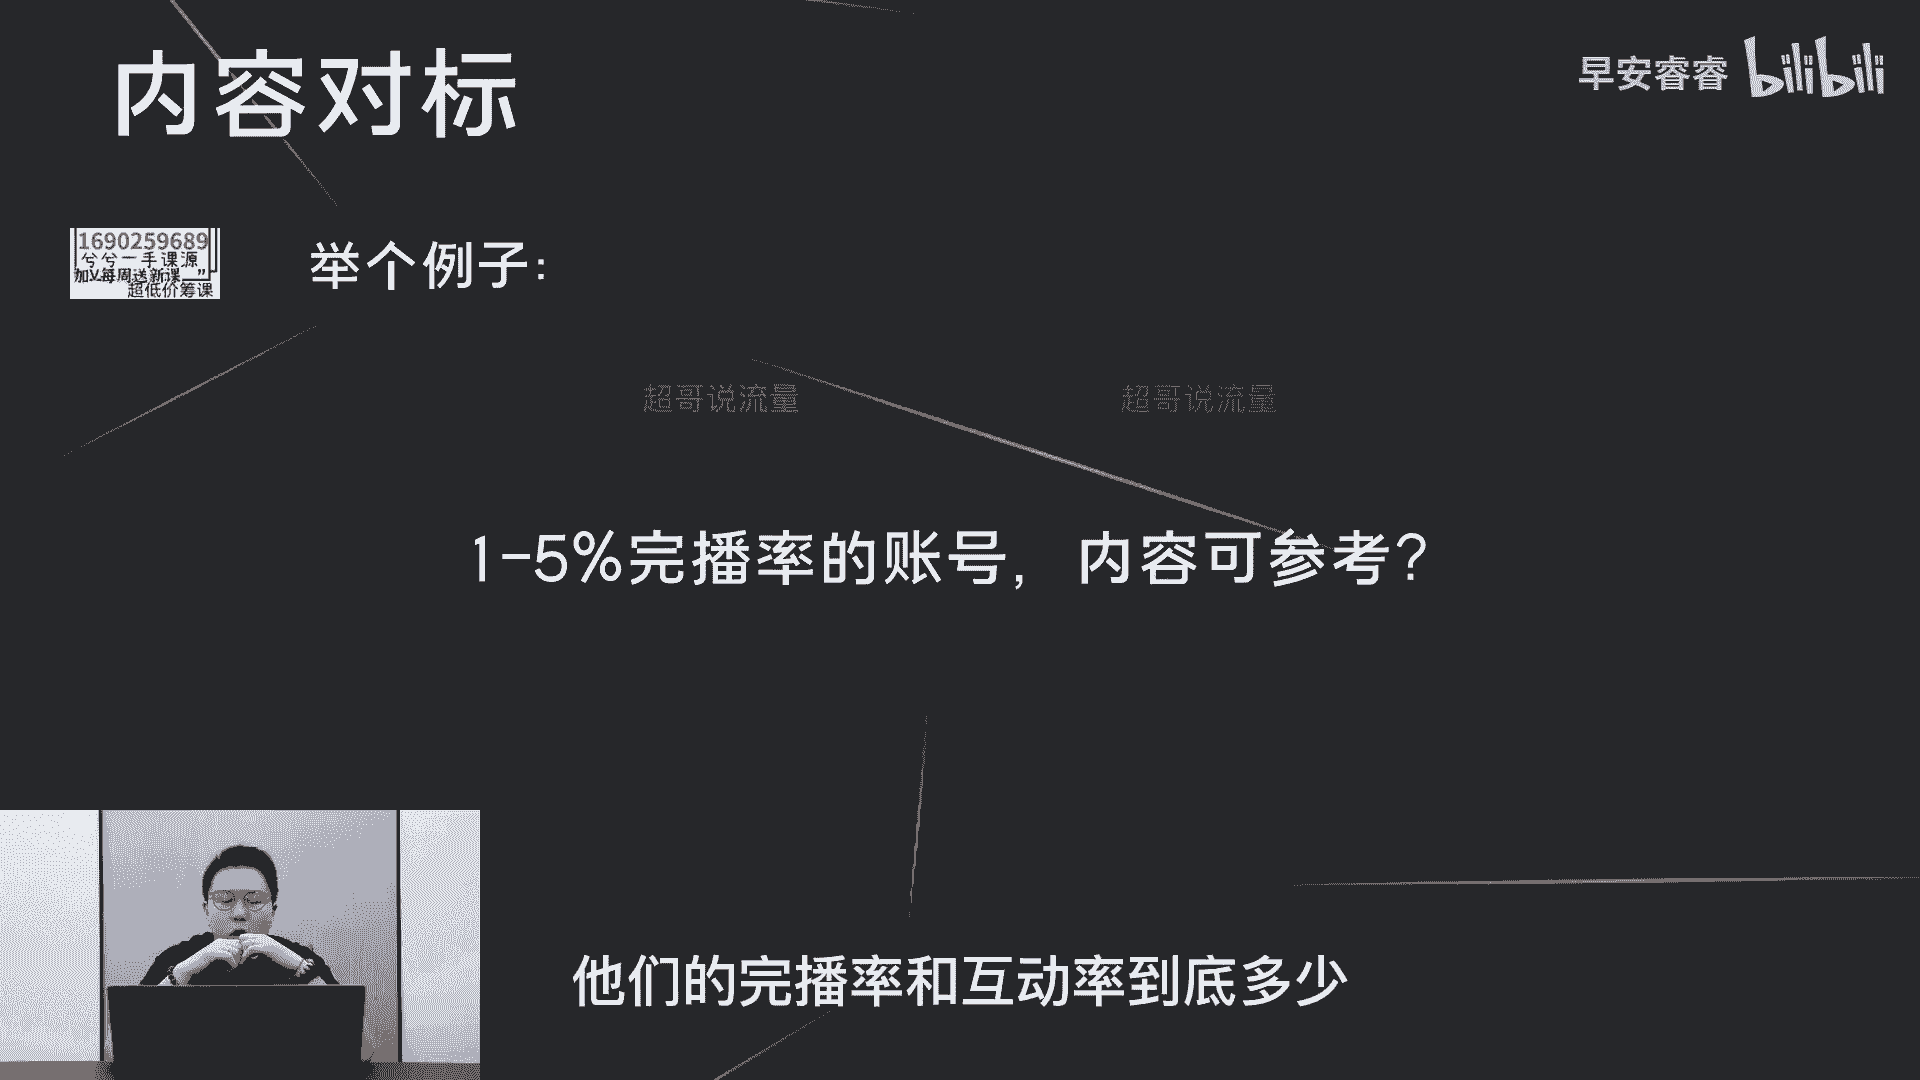 内容对标
早安睿睿 bilibili
1690259689
兮兮一手课源
加V每周送新课
超低价筹课
举个例子：
超哥说流量 超哥说流量
1-5%完播率的账号，内容可参考？
他们的完播率和互动率到底多少